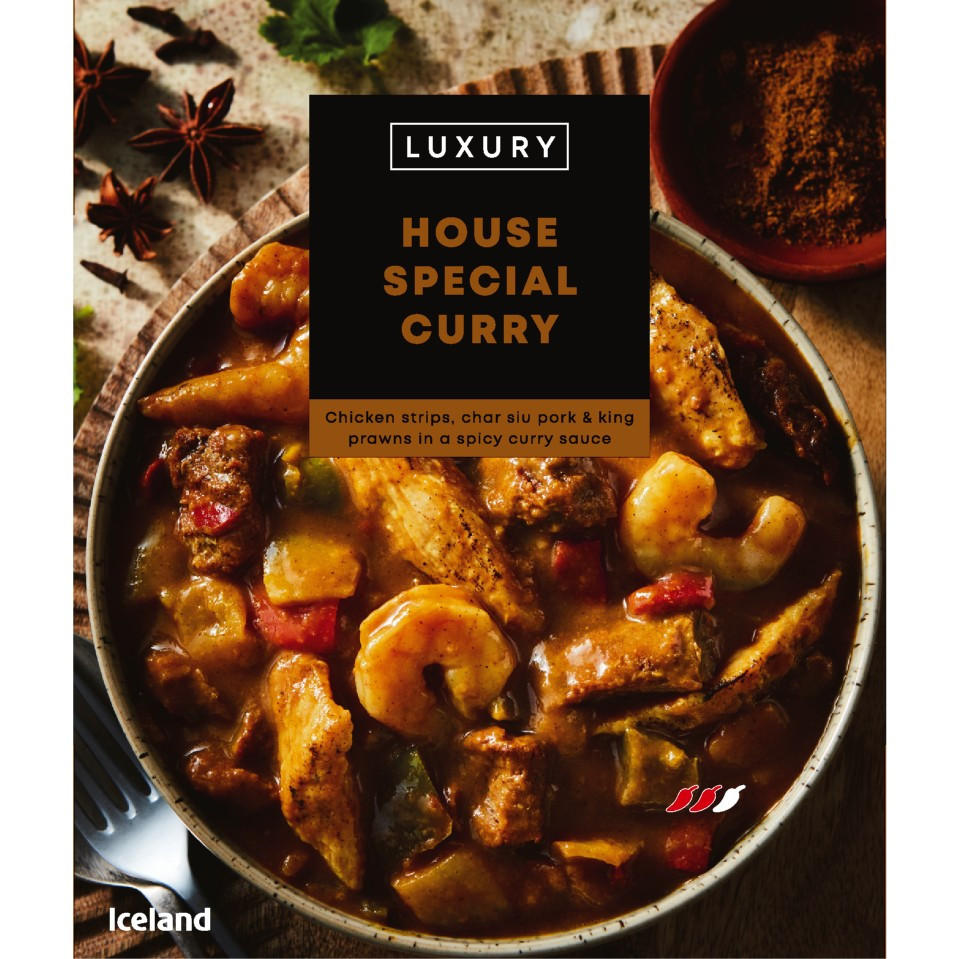 LUXURY
HOUSE
SPECIAL
CURRY
Chicken strips, char siu pork & king
prawns in a spicy curry sauce
Iceland